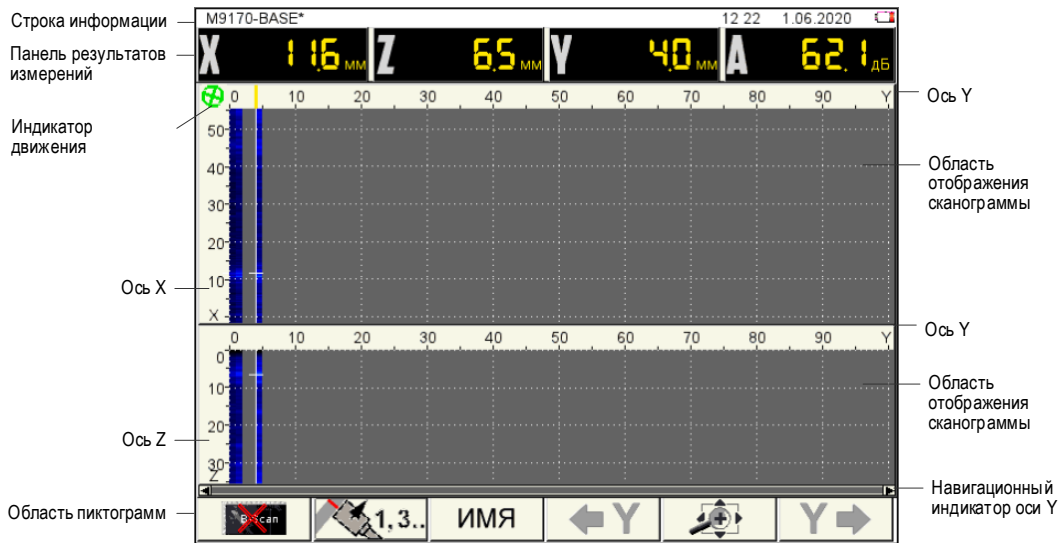 Строка информации
M9170-BASE*
12 22 1.06.2020
Панель результатов
измерений
X 11.6 мм Z 6.5 мм Y 4.0 мм A 62.1 дБ
0 10 20 30 40 50 60 70 80 90 Y
Ось Y
Индикатор
движения
50
40
30
20
10
X
Область
отображения
сканограммы
Ось X
0 10 20 30 40 50 60 70 80 90 Y
Ось Y
0
10
20
30
Z
Область
отображения
сканограммы
Ось Z
Навигационный
индикатор оси Y
Область пиктограмм
B-Scan 1,3.. ИМЯ Y Y